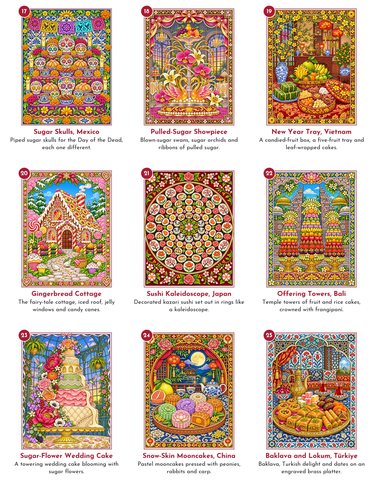 17
18
19
Sugar Skulls, Mexico
Piped sugar skulls for the Day of the Dead,
each one different.
Pulled-Sugar Showpiece
Blown-sugar swans, sugar orchids and
ribbons of pulled sugar.
New Year Tray, Vietnam
A candied-fruit box, a five-fruit tray and
leaf-wrapped cakes.
20
21
22
Gingerbread Cottage
The fairy-tale cottage, iced roof, jelly
windows and candy canes.
Sushi Kaleidoscope, Japan
Decorated kazari sushi set out in rings like
a kaleidoscope.
Offering Towers, Bali
Temple towers of fruit and rice cakes,
crowned with frangipani.
23
24
25
Sugar-Flower Wedding Cake
A towering wedding cake blooming with
sugar flowers.
Snow-Skin Mooncakes, China
Pastel mooncakes pressed with peonies,
rabbits and carp.
Baklava and Lokum, Türkiye
Baklava, Turkish delight and dates on an
engraved brass platter.